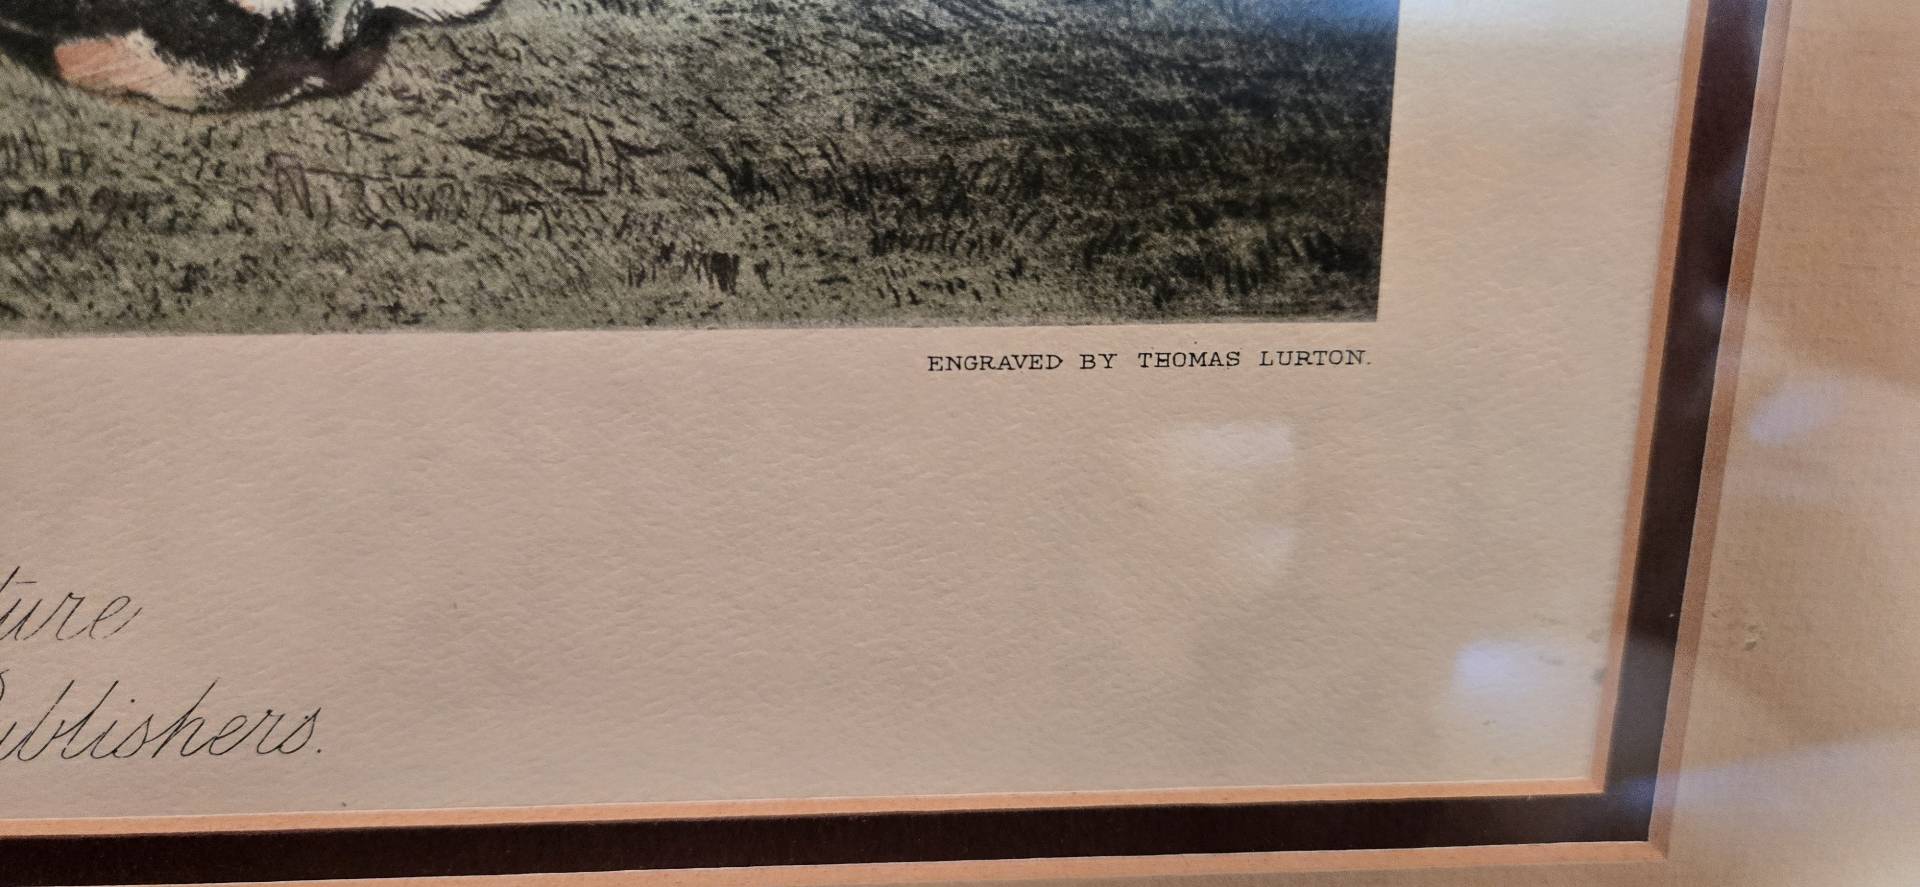 ENGRAVED BY THOMAS LURTON.
ture
ublishers.